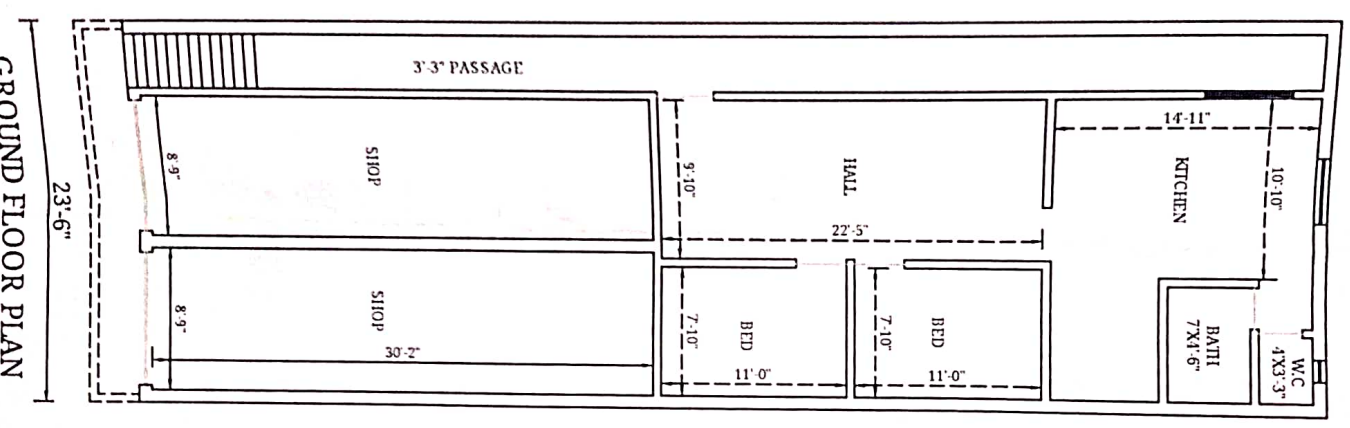 3'-3" PASSAGE
14'-11"
8'-9"
SHOP
9'-10"
HALL
KITCHEN
10'-10"
22'-5"
23'-6"
GROUND FLOOR PLAN
8'-9"
SHOP
30'-2"
7'-10"
BED
11'-0"
7'-10"
BED
11'-0"
BATH
7'X4'-6"
W.C
4'X3'-3"